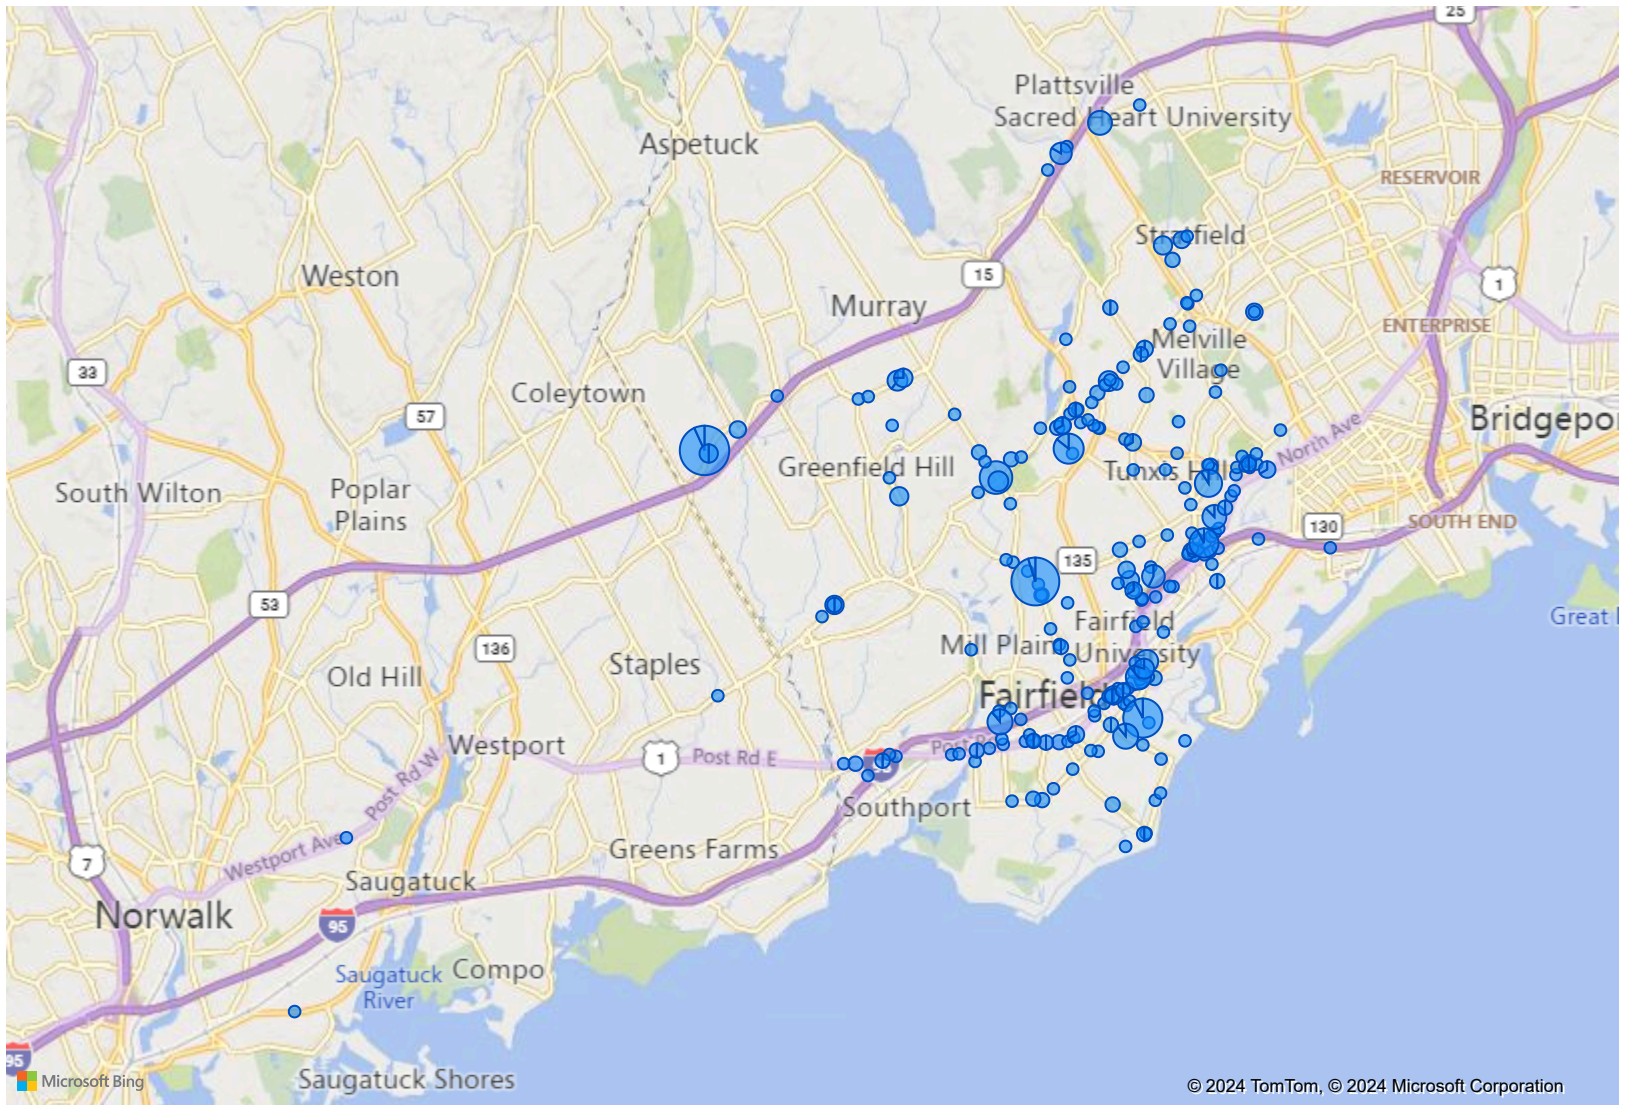 25
Plattsville
Sacred Heart University
Aspetuck
RESERVOIR
Stratfield
Weston
15
1
Murray
ENTERPRISE
Melville
Village
33
Coleytown
57
Bridgepor
North Ave
Greenfield Hill
Tunxis Hill
South Wilton
Poplar
Plains
130
SOUTH END
135
53
Great
Fairfield
University
136
Mill Plain
Staples
Old Hill
Fairfield
Westport
1
Post Rd E
Post Rd W
Southport
Westport Ave
Greens Farms
7
Saugatuck
Norwalk
95
Saugatuck
River
Compo
95
Microsoft Bing
Saugatuck Shores
© 2024 TomTom, © 2024 Microsoft Corporation